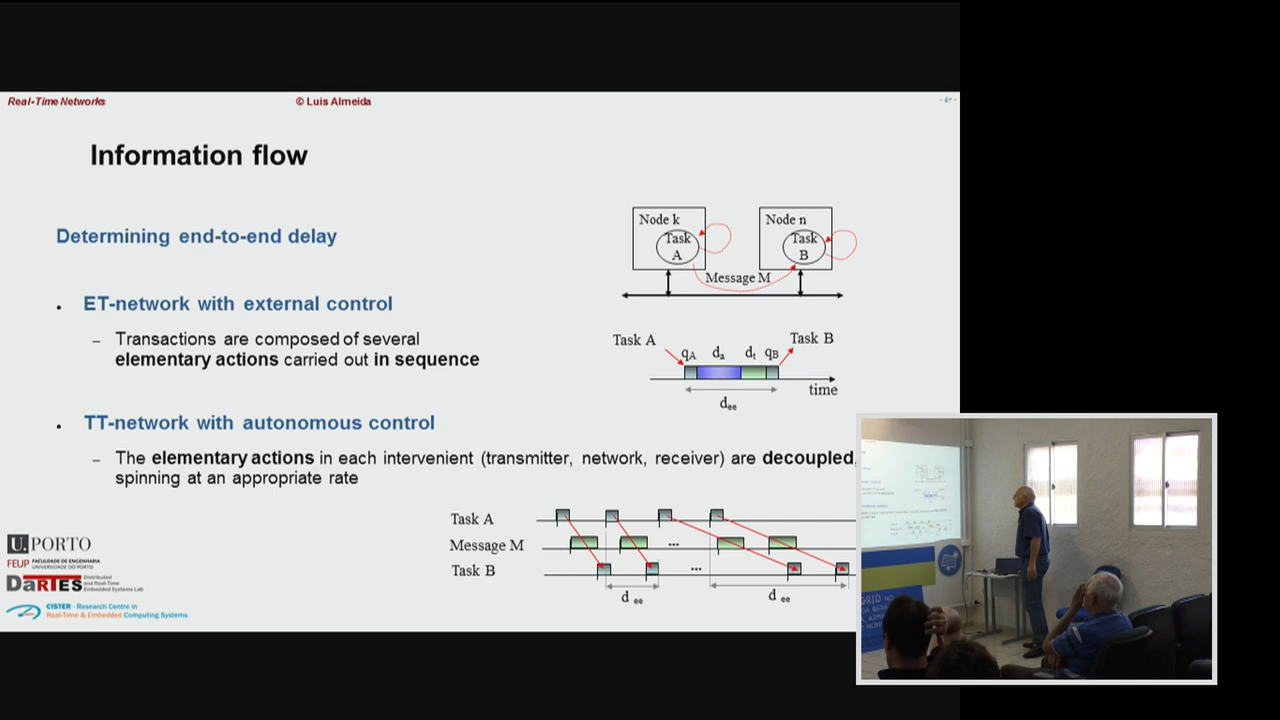 Real-Time Networks
© Luis Almeida
- 67 -
Information flow
Determining end-to-end delay
• ET-network with external control
– Transactions are composed of several
elementary actions carried out in sequence
• TT-network with autonomous control
– The elementary actions in each intervenient (transmitter, network, receiver) are decoupled,
spinning at an appropriate rate
Node k
Task
A
Node n
Task
B
Message M
Task A
Task B
qA da dt qB
time
dee
Task A
Message M
...
Task B
...
d ee
d ee
U.PORTO
FEUP FACULDADE DE ENGENHARIA
UNIVERSIDADE DO PORTO
DaRTES Distributed
and Real-Time
Embedded Systems Lab
CISTER - Research Centre in
Real-Time & Embedded Computing Systems
GRID NO